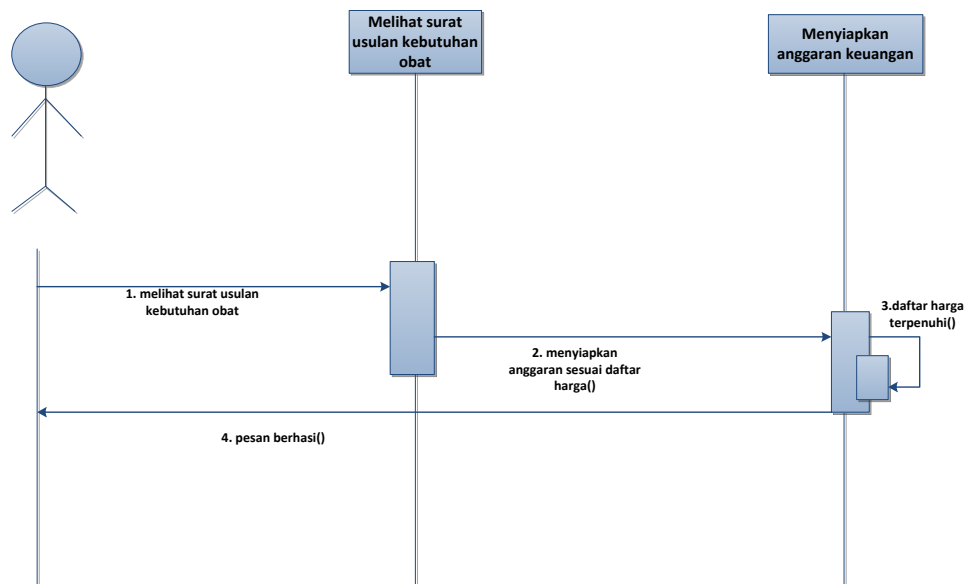 Melihat surat
usulan kebutuhan
obat
Menyiapkan
anggaran keuangan
1. melihat surat usulan
kebutuhan obat
2. menyiapkan
anggaran sesuai daftar
harga()
3.daftar harga
terpenuhi()
4. pesan berhasi()